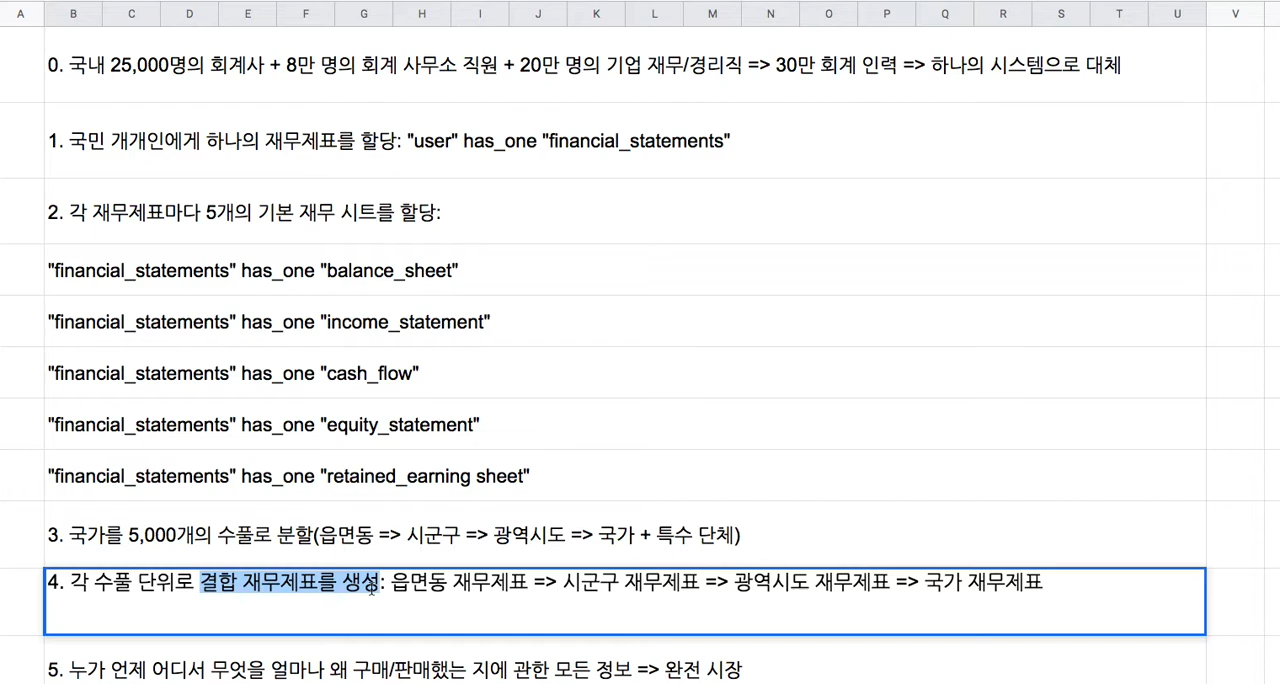 A B C D E F G H I J K L M N O P Q R S T U V
0. 국내 25,000명의 회계사 + 8만 명의 회계 사무소 직원 + 20만 명의 기업 재무/경리직 => 30만 회계 인력 => 하나의 시스템으로 대체
1. 국민 개개인에게 하나의 재무제표를 할당: "user" has_one "financial_statements"
2. 각 재무제표마다 5개의 기본 재무 시트를 할당:
"financial_statements" has_one "balance_sheet"
"financial_statements" has_one "income_statement"
"financial_statements" has_one "cash_flow"
"financial_statements" has_one "equity_statement"
"financial_statements" has_one "retained_earning sheet"
3. 국가를 5,000개의 수풀로 분할(읍면동 => 시군구 => 광역시도 => 국가 + 특수 단체)
4. 각 수풀 단위로 결합 재무제표를 생성: 읍면동 재무제표 => 시군구 재무제표 => 광역시도 재무제표 => 국가 재무제표
5. 누가 언제 어디서 무엇을 얼마나 왜 구매/판매했는 지에 관한 모든 정보 => 완전 시장